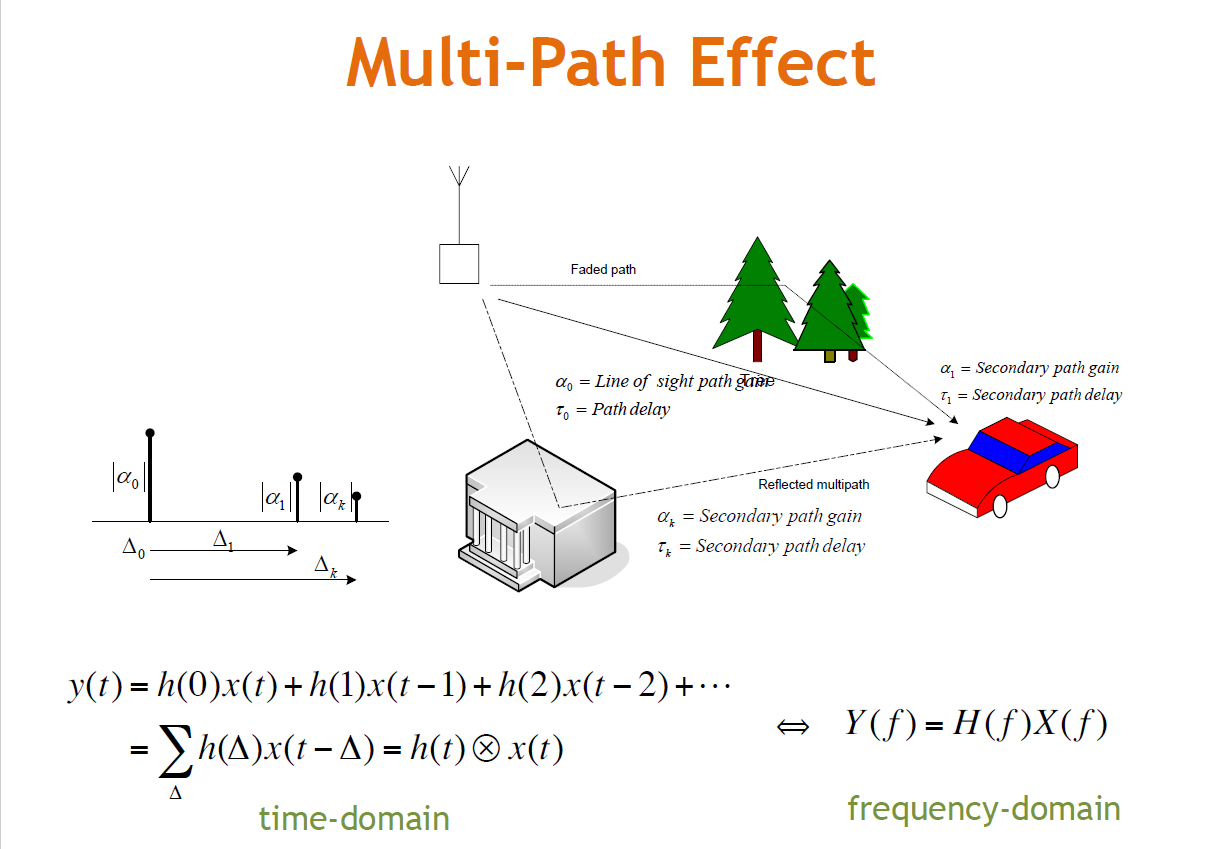 Multi-Path Effect
Faded path
α₀ = Line of sight path gain
Tree
τ₀ = Path delay
α₁ = Secondary path gain
τ₁ = Secondary path delay
|α₀|
|α₁|
|αₖ|
Δ₀
Δ₁
Δₖ
Reflected multipath
αₖ = Secondary path gain
τₖ = Secondary path delay
y(t) = h(0)x(t) + h(1)x(t − 1) + h(2)x(t − 2) + ⋯
= ∑_Δ h(Δ)x(t − Δ) = h(t) ⊗ x(t)
⇔ Y(f) = H(f)X(f)
time-domain
frequency-domain